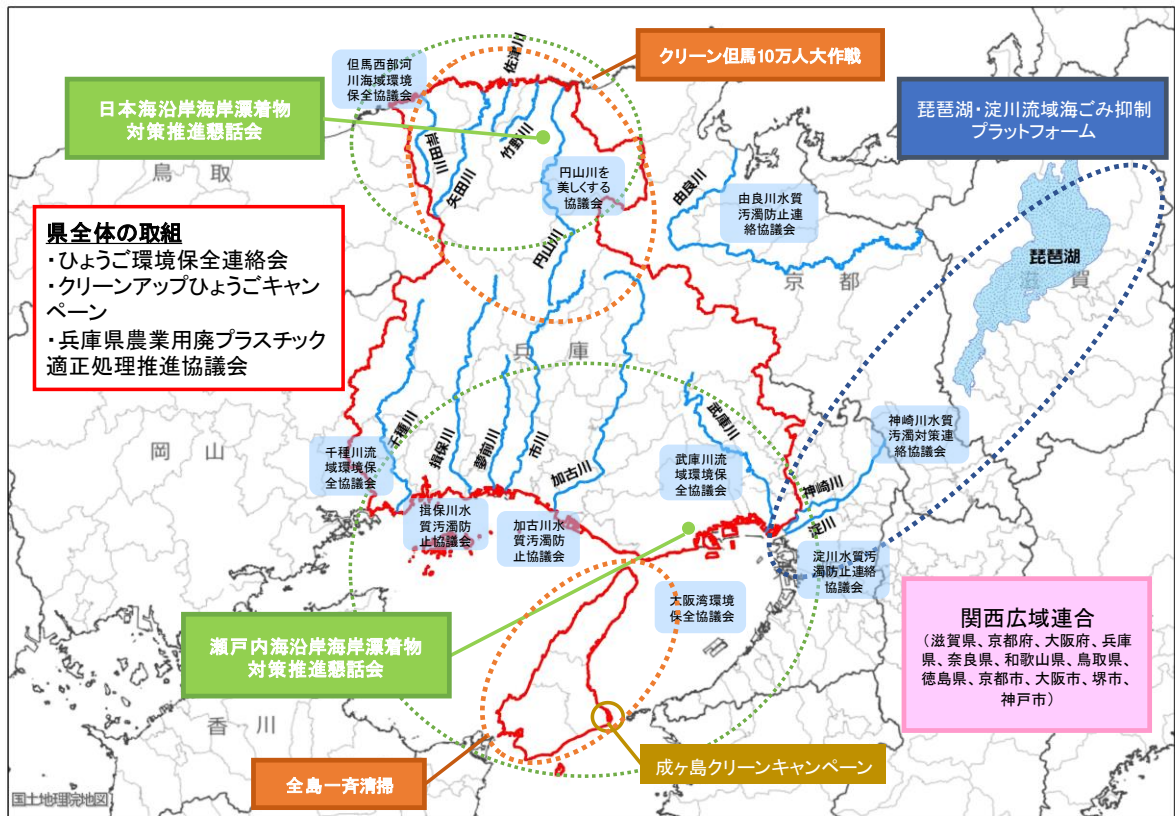 クリーン但馬10万人大作戦
佐津川
但馬西部河
川海域環境
保全協議会
日本海沿岸海岸漂着物
対策推進懇話会
琵琶湖・淀川流域海ごみ抑制
プラットフォーム
鳥取
岸田川
矢田川
竹野川
円山川を
美しくする
協議会
円山川
由良川
由良川水質
汚濁防止連
絡協議会
琵琶湖
滋賀
京都
県全体の取組
・ひょうご環境保全連絡会
・クリーンアップひょうごキャン
ペーン
・兵庫県農業用廃プラスチック
適正処理推進協議会
兵庫
岡山
千種川
揖保川
夢前川
市川
加古川
武庫川
神崎川
淀川
千種川流
域環境保
全協議会
揖保川水
質汚濁防
止協議会
加古川水
質汚濁防
止協議会
武庫川流
域環境保
全協議会
神崎川水質
汚濁対策連
絡協議会
淀川水質汚
濁防止連絡
協議会
大阪湾環境
保全協議会
瀬戸内海沿岸海岸漂着物
対策推進懇話会
関西広域連合
（滋賀県、京都府、大阪府、兵庫
県、奈良県、和歌山県、鳥取県、
徳島県、京都市、大阪市、堺市、
神戸市）
香川
全島一斉清掃
成ヶ島クリーンキャンペーン
国土地理院地図